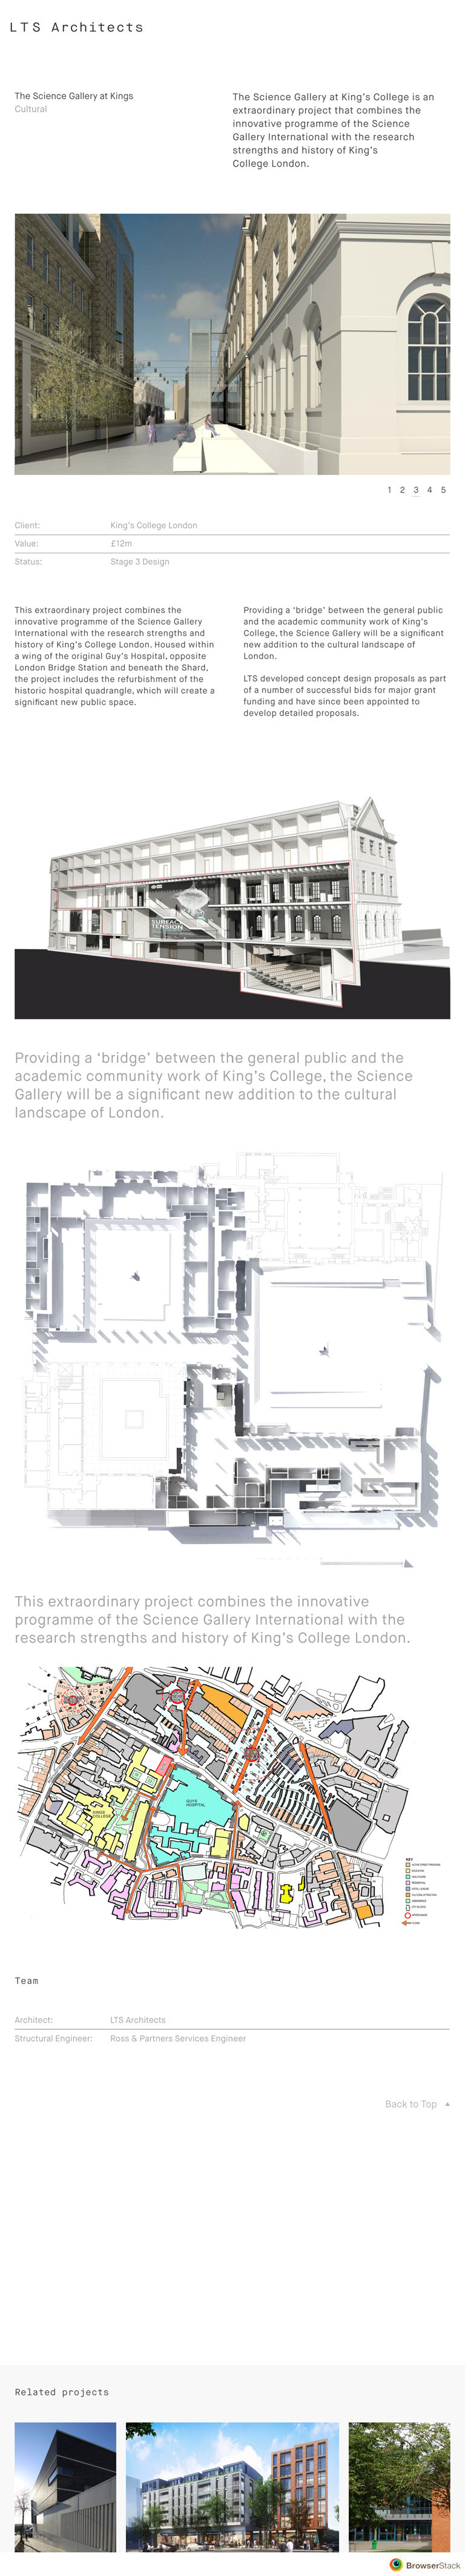 LTS Architects
The Science Gallery at Kings
Cultural
The Science Gallery at King's College is an
extraordinary project that combines the
innovative programme of the Science
Gallery International with the research
strengths and history of King's
College London.
1 2 3 4 5
Client: King's College London
Value: £12m
Status: Stage 3 Design
This extraordinary project combines the
innovative programme of the Science Gallery
International with the research strengths and
history of King's College London. Housed within
a wing of the original Guy's Hospital, opposite
London Bridge Station and beneath the Shard,
the project includes the refurbishment of the
historic hospital quadrangle, which will create a
significant new public space.
Providing a 'bridge' between the general public
and the academic community work of King's
College, the Science Gallery will be a significant
new addition to the cultural landscape of
London.
LTS developed concept design proposals as part
of a number of successful bids for major grant
funding and have since been appointed to
develop detailed proposals.
SURFACE
TENSION
Providing a 'bridge' between the general public and the
academic community work of King's College, the Science
Gallery will be a significant new addition to the cultural
landscape of London.
This extraordinary project combines the innovative
programme of the Science Gallery International with the
research strengths and history of King's College London.
KINGS
COLLEGE
GUYS
HOSPITAL
KEY
Team
Architect: LTS Architects
Structural Engineer: Ross & Partners Services Engineer
Back to Top ▲
Related projects
BrowserStack